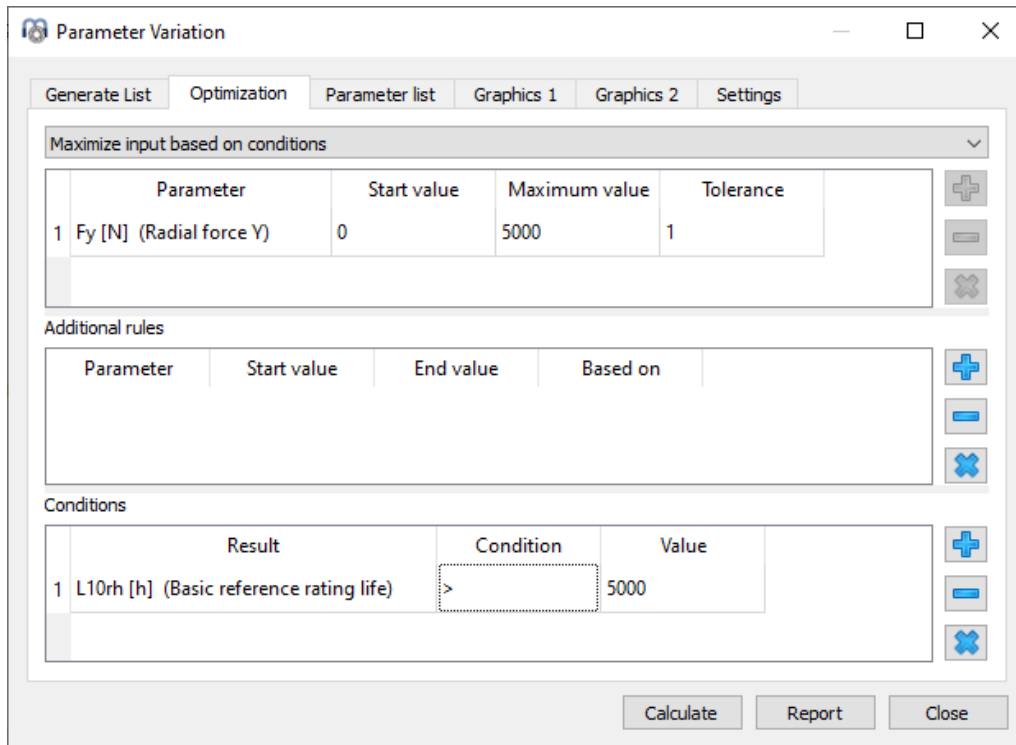 Parameter Variation
Generate List Optimization Parameter list Graphics 1 Graphics 2 Settings
Maximize input based on conditions
Parameter Start value Maximum value Tolerance
1 Fy [N] (Radial force Y) 0 5000 1
Additional rules
Parameter Start value End value Based on
Conditions
Result Condition Value
1 L10rh [h] (Basic reference rating life) > 5000
Calculate Report Close